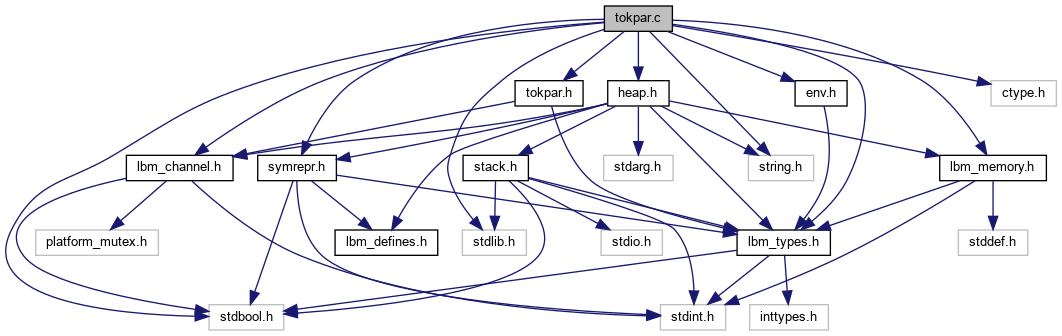 tokpar.c
tokpar.h
heap.h
env.h
ctype.h
lbm_channel.h
symrepr.h
stack.h
stdarg.h
string.h
lbm_memory.h
platform_mutex.h
lbm_defines.h
stdlib.h
stdio.h
lbm_types.h
stddef.h
stdbool.h
stdint.h
inttypes.h